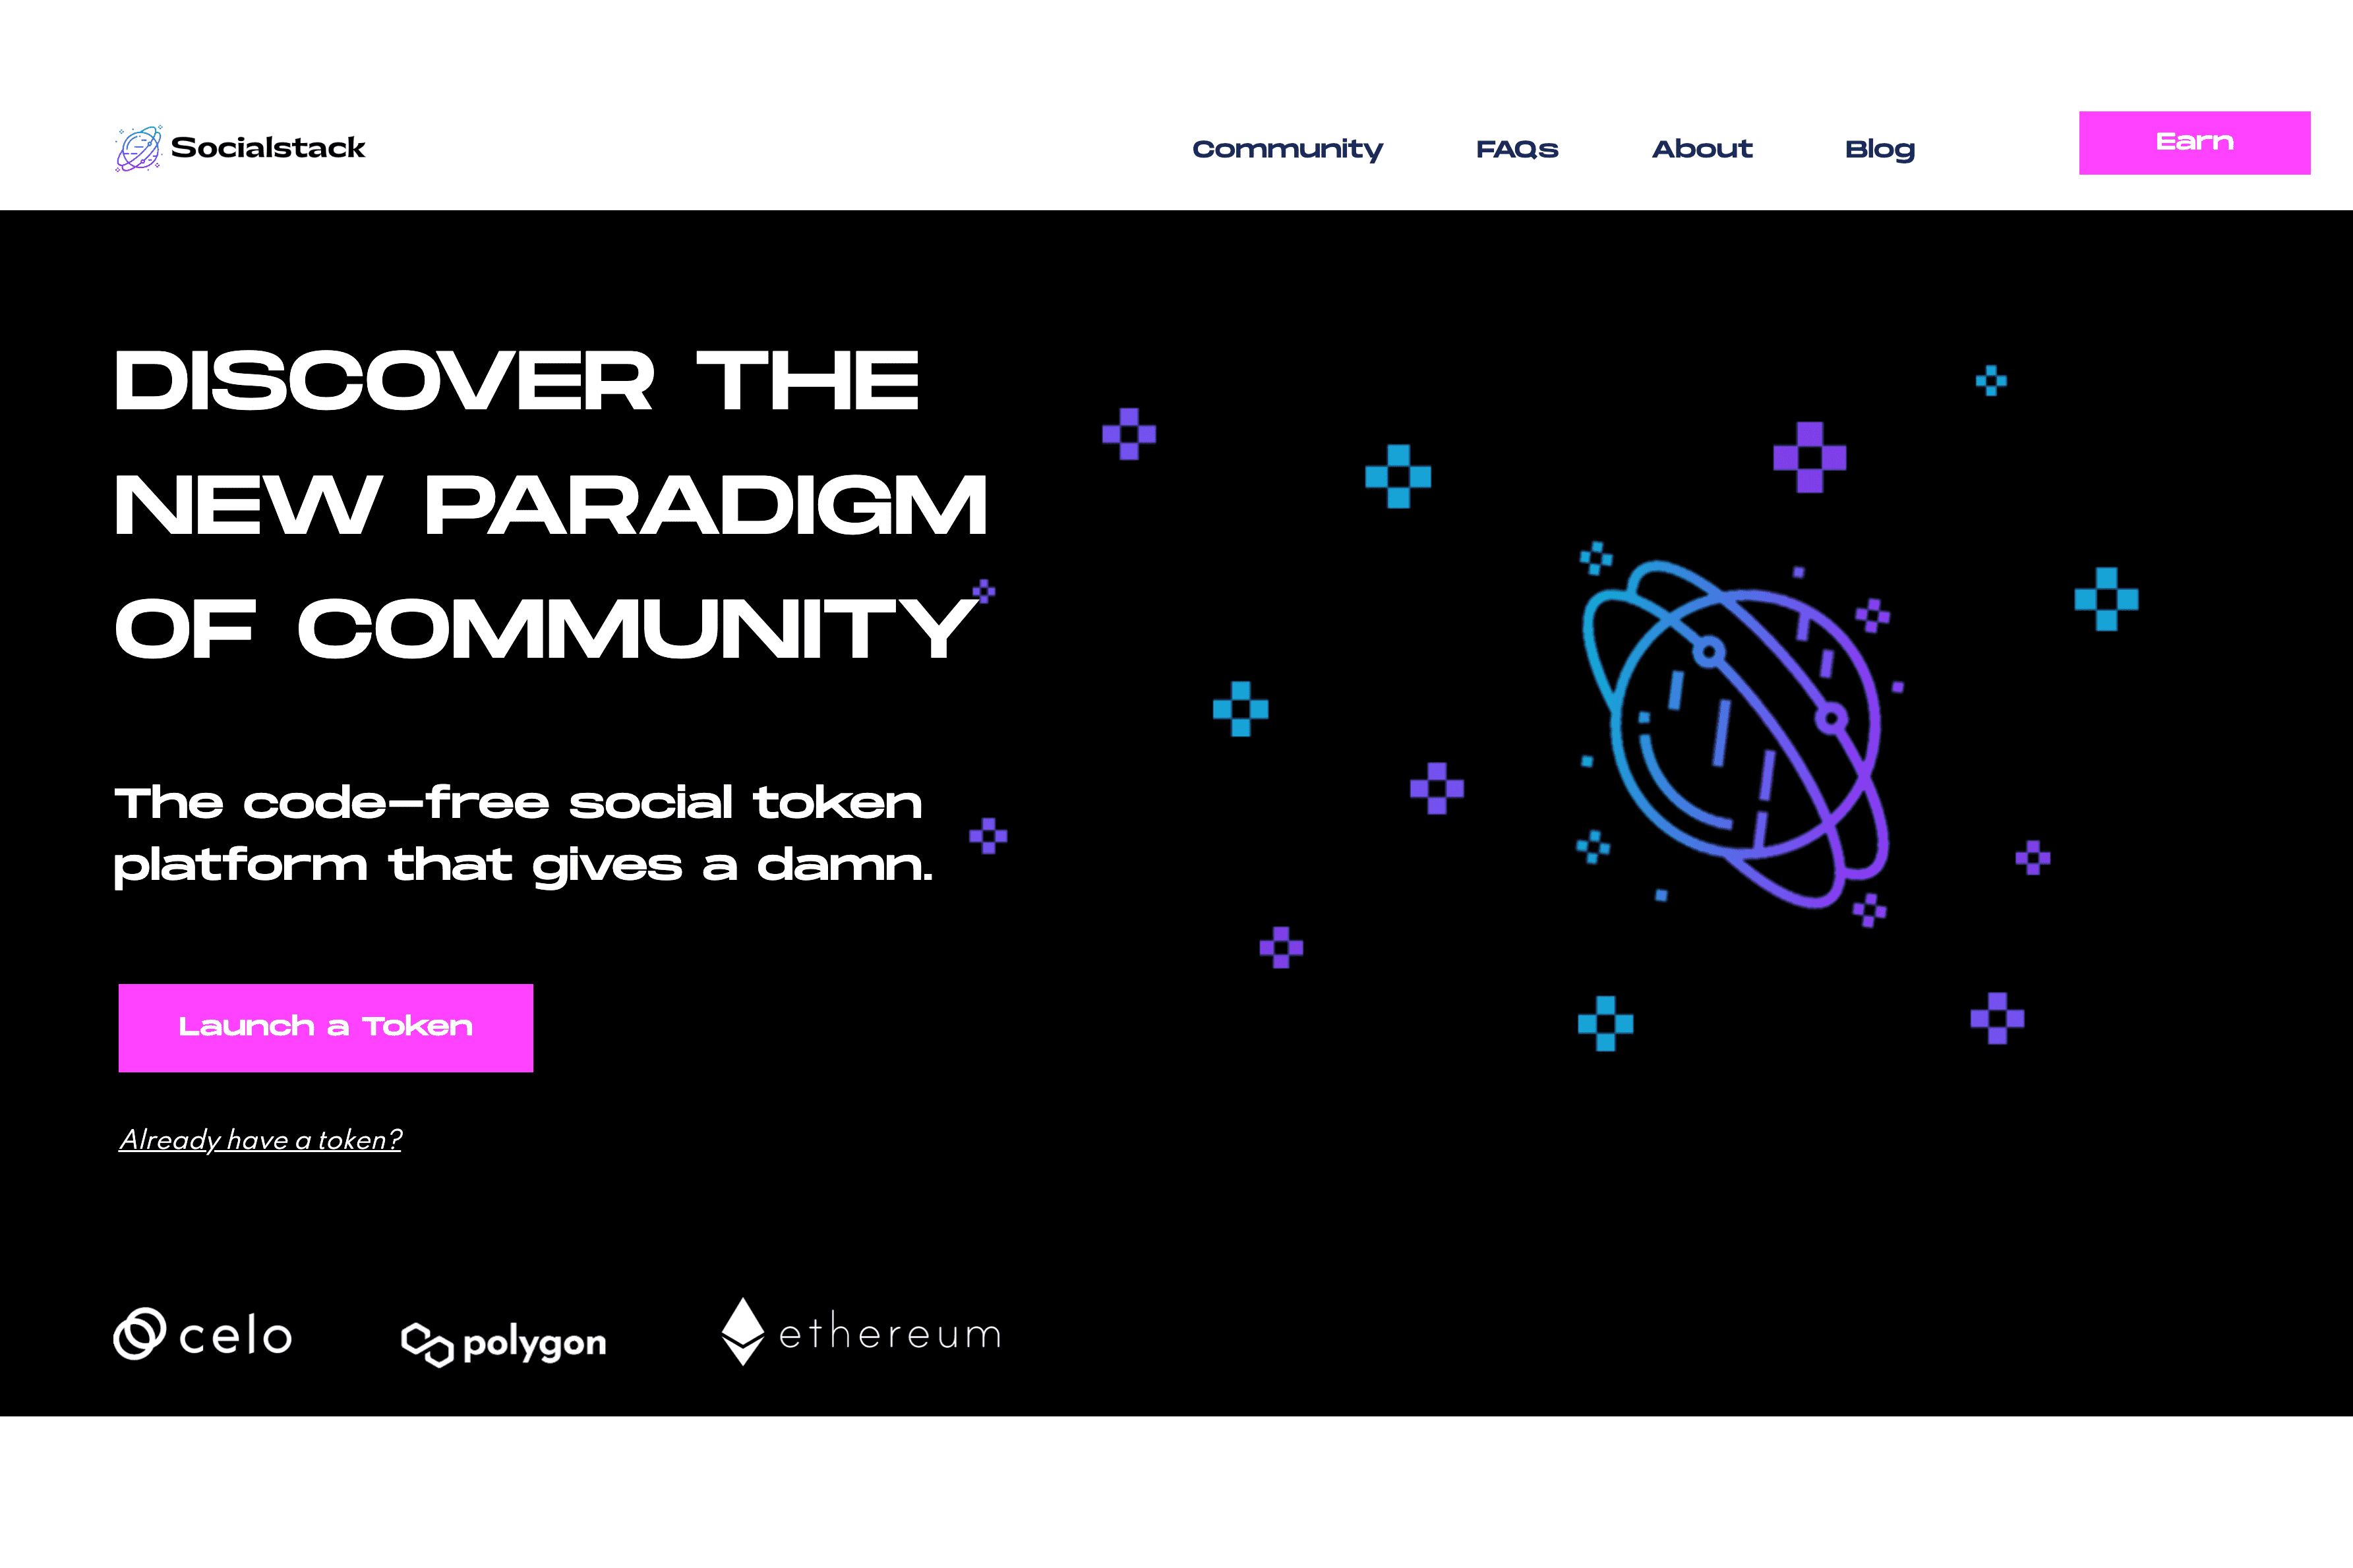 Socialstack
Community FAQs About Blog Earn
DISCOVER THE
NEW PARADIGM
OF COMMUNITY
The code-free social token
platform that gives a damn.
Launch a Token
Already have a token?
celo polygon ethereum